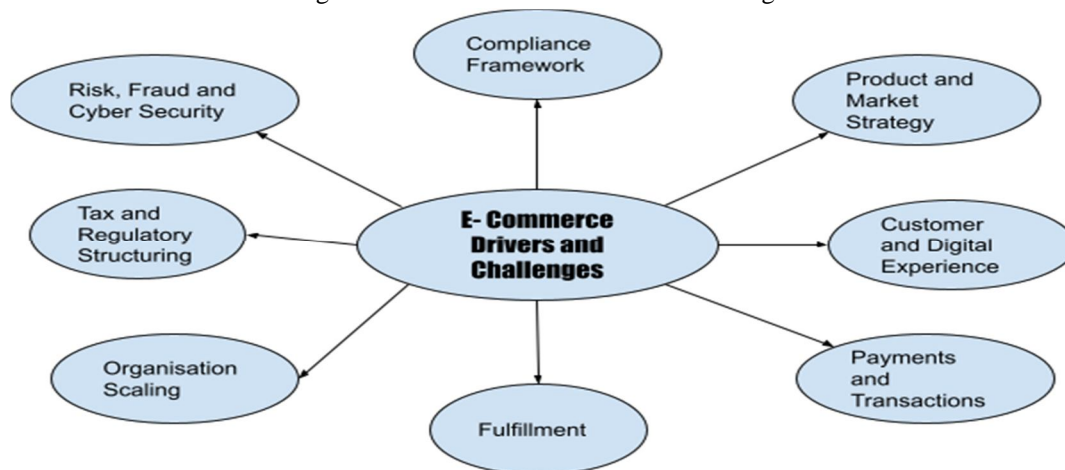 Compliance
Framework
Risk, Fraud and
Cyber Security
Product and
Market
Strategy
Tax and
Regulatory
Structuring
E- Commerce
Drivers and
Challenges
Customer
and Digital
Experience
Organisation
Scaling
Payments
and
Transactions
Fulfillment